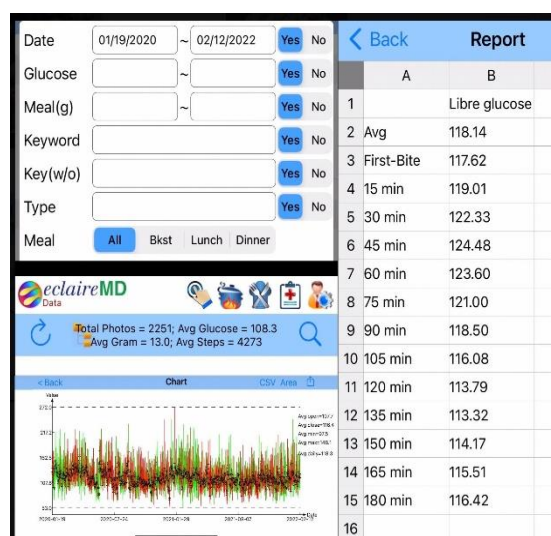 Date 01/19/2020 ~ 02/12/2022 Yes No
Glucose ~ Yes No
Meal(g) ~ Yes No
Keyword Yes No
Key(w/o) Yes No
Type Yes No
Meal All Bkst Lunch Dinner
eclaireMD
Data
Total Photos = 2251; Avg Glucose = 108.3
Avg Gram = 13.0; Avg Steps = 4273
< Back Chart CSV Area
Value
Date
Back Report
A B
1 Libre glucose
2 Avg 118.14
3 First-Bite 117.62
4 15 min 119.01
5 30 min 122.33
6 45 min 124.48
7 60 min 123.60
8 75 min 121.00
9 90 min 118.50
10 105 min 116.08
11 120 min 113.79
12 135 min 113.32
13 150 min 114.17
14 165 min 115.51
15 180 min 116.42
16